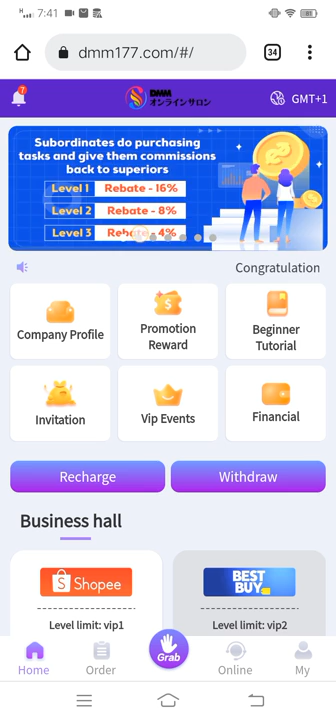 7:41
dmm177.com/#/
34
7
DMM
オンラインサロン
GMT+1
Subordinates do purchasing
tasks and give them commissions
back to superiors
Level 1 Rebate - 16%
Level 2 Rebate - 8%
Level 3 Rebate - 4%
Congratulation
Company Profile
Promotion
Reward
Beginner
Tutorial
Invitation
Vip Events
Financial
Recharge
Withdraw
Business hall
Shopee
BEST
BUY
Level limit: vip1
Level limit: vip2
Grab
Home
Order
Online
My